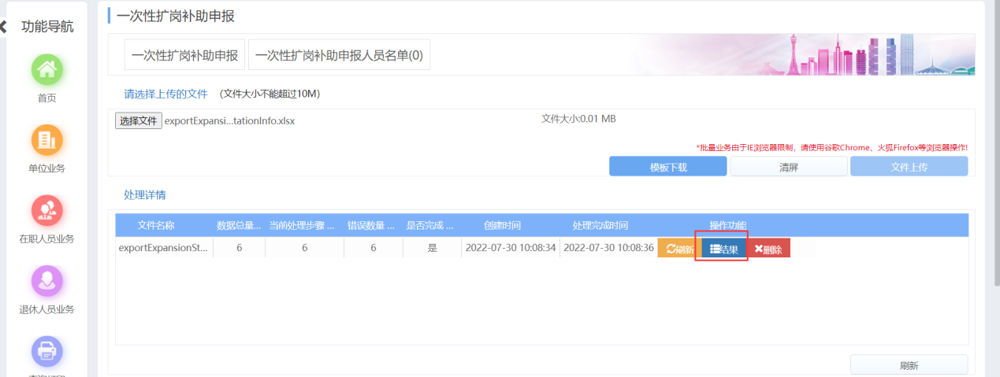 功能导航
首页
单位业务
在职人员业务
退休人员业务
一次性扩岗补助申报
一次性扩岗补助申报 一次性扩岗补助申报人员名单(0)
请选择上传的文件 (文件大小不能超过10M)
选择文件 exportExpansi...tationInfo.xlsx 文件大小:0.01 MB
*批量业务由于IE浏览器限制，请使用谷歌Chrome、火狐Firefox等浏览器操作!
模板下载 清屏 文件上传
处理详情
文件名称 数据总量... 当前处理步骤 ... 错误数量 ... 是否完成 ... 创建时间 处理完成时间 操作功能
exportExpansionSt... 6 6 6 是 2022-07-30 10:08:34 2022-07-30 10:08:36 刷新 结果 删除
刷新